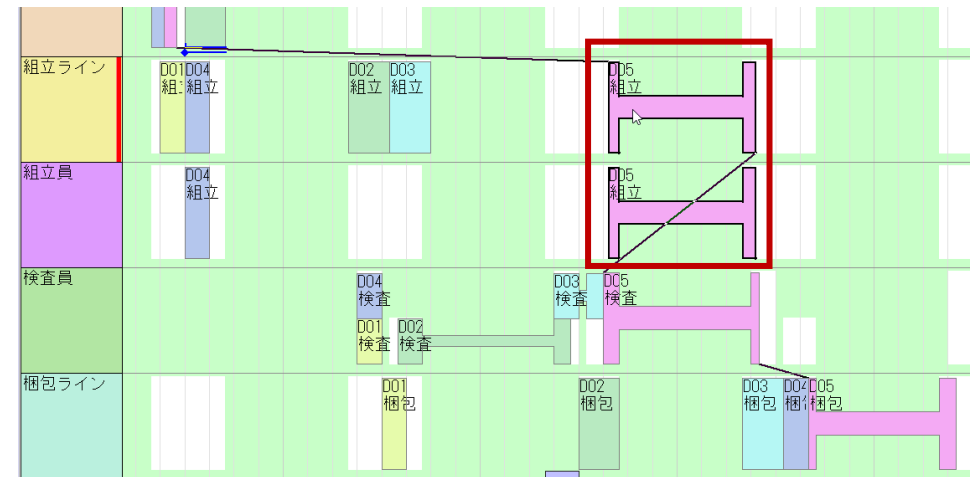 組立ライン
D01 D04 D02 D03 D05
組 組立 組立 組立 組立
組立員
D04 D05
組立 組立
検査員
D04 D03 D05
検査 検査 検査
D01 D02
検査 検査
梱包ライン
D01 D02 D03 D04 D05
梱包 梱包 梱包 梱 梱包